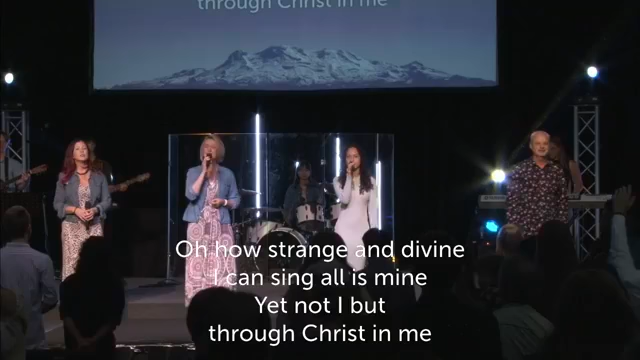 through Christ in me
Oh how strange and divine
I can sing all is mine
Yet not I but
through Christ in me